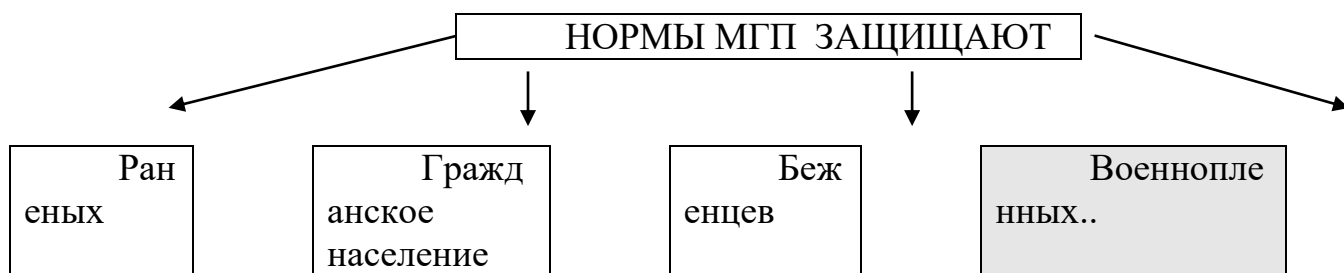 НОРМЫ МГП ЗАЩИЩАЮТ
Ран
еных
Гражд
анское
население
Беж
енцев
Военнопле
нных..